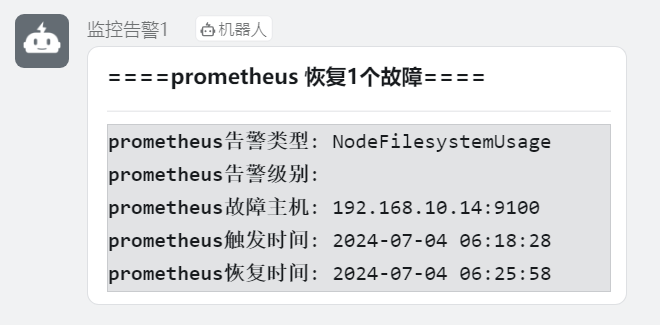 监控告警1 机器人
====prometheus 恢复1个故障====
prometheus告警类型: NodeFilesystemUsage
prometheus告警级别:
prometheus故障主机: 192.168.10.14:9100
prometheus触发时间: 2024-07-04 06:18:28
prometheus恢复时间: 2024-07-04 06:25:58